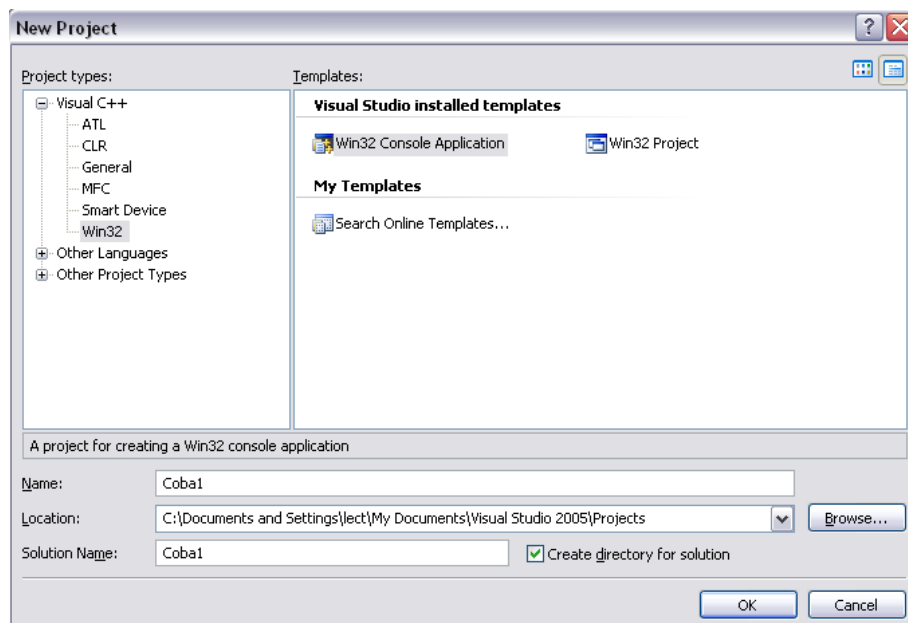 New Project
Project types:
Templates:
Visual C++
ATL
CLR
General
MFC
Smart Device
Win32
Other Languages
Other Project Types
Visual Studio installed templates
Win32 Console Application
Win32 Project
My Templates
Search Online Templates...
A project for creating a Win32 console application
Name:
Coba1
Location:
C:\Documents and Settings\lect\My Documents\Visual Studio 2005\Projects
Browse...
Solution Name:
Coba1
Create directory for solution
OK
Cancel